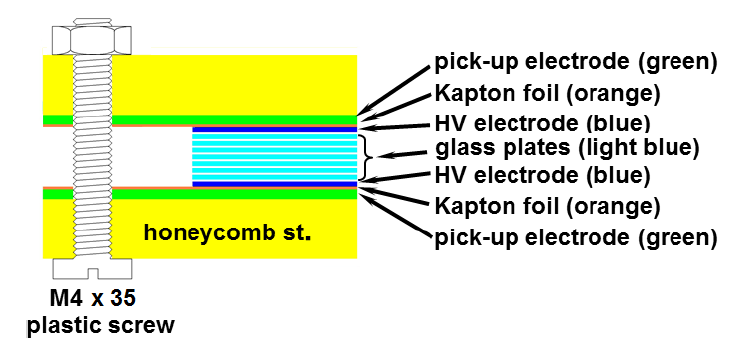 pick-up electrode (green)
Kapton foil (orange)
HV electrode (blue)
glass plates (light blue)
HV electrode (blue)
Kapton foil (orange)
pick-up electrode (green)
honeycomb st.
M4 x 35
plastic screw